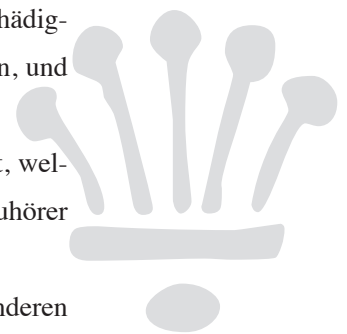 hädig-
n, und
, wel-
uhörer
nderen